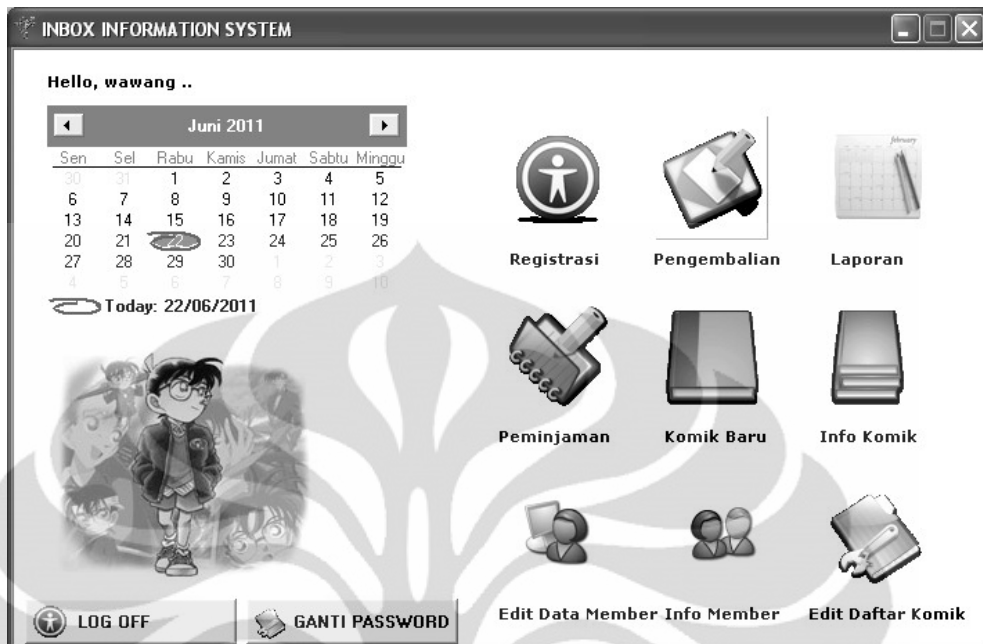 INBOX INFORMATION SYSTEM
Hello, wawang ..
Juni 2011
Sen Sel Rabu Kamis Jumat Sabtu Minggu
30 31 1 2 3 4 5
6 7 8 9 10 11 12
13 14 15 16 17 18 19
20 21 22 23 24 25 26
27 28 29 30 1 2 3
4 5 6 7 8 9 10
Today: 22/06/2011
february
Registrasi Pengembalian Laporan
Peminjaman Komik Baru Info Komik
Edit Data Member Info Member Edit Daftar Komik
LOG OFF GANTI PASSWORD